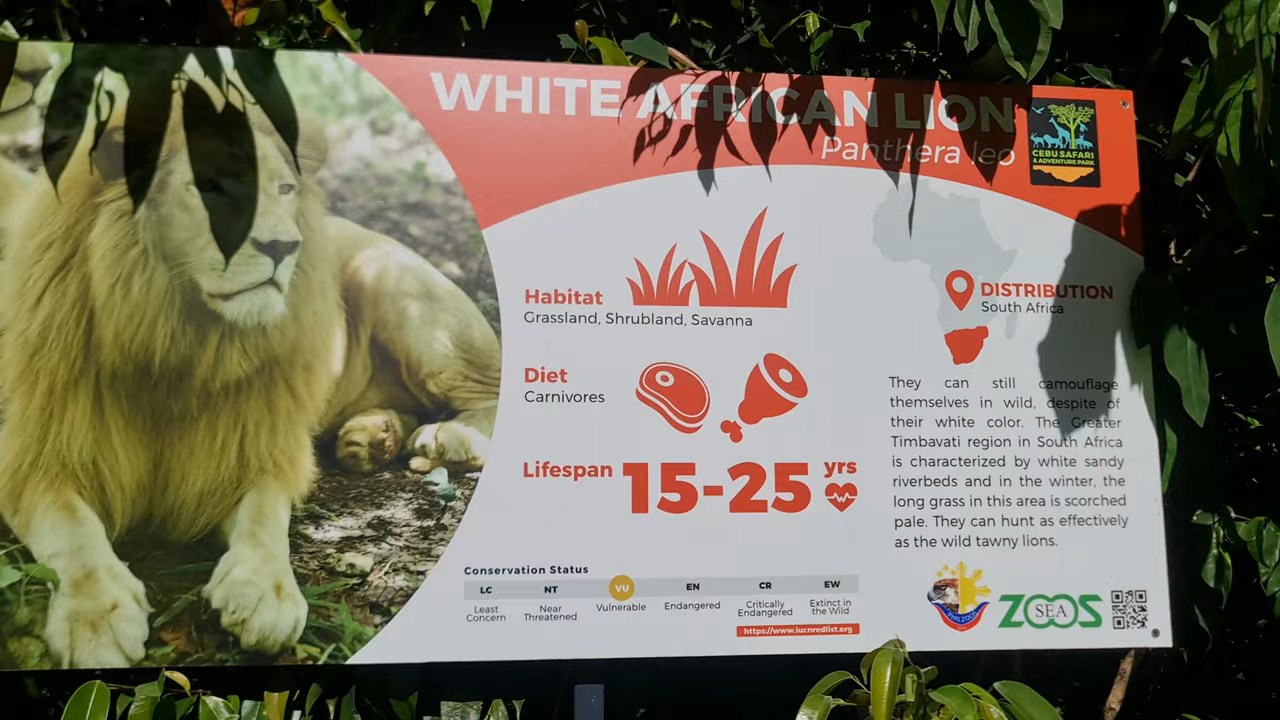 WHITE AFRICAN LION
Panthera leo
CEBU SAFARI
& ADVENTURE PARK
Habitat
Grassland, Shrubland, Savanna
Diet
Carnivores
Lifespan 15-25 yrs
DISTRIBUTION
South Africa
They can still camouflage
themselves in wild, despite of
their white color. The Greater
Timbavati region in South Africa
is characterized by white sandy
riverbeds and in the winter, the
long grass in this area is scorched
pale. They can hunt as effectively
as the wild tawny lions.
Conservation Status
LC NT VU EN CR EW
Least Concern
Near Threatened
Vulnerable
Endangered
Critically Endangered
Extinct in the Wild
https://www.iucnredlist.org
PHILZOOS
ZOOS
SEA